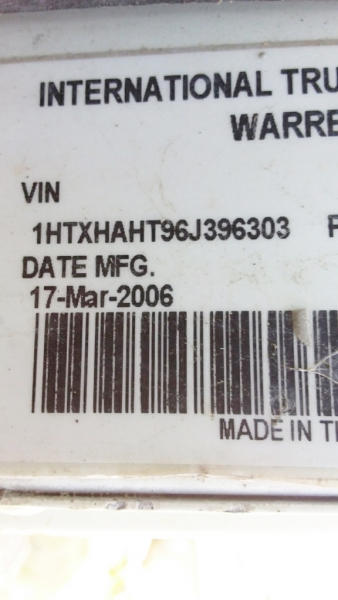 INTERNATIONAL TRU
WARRE
VIN
1HTXHAHT96J396303 F
DATE MFG.
17-Mar-2006
MADE IN T